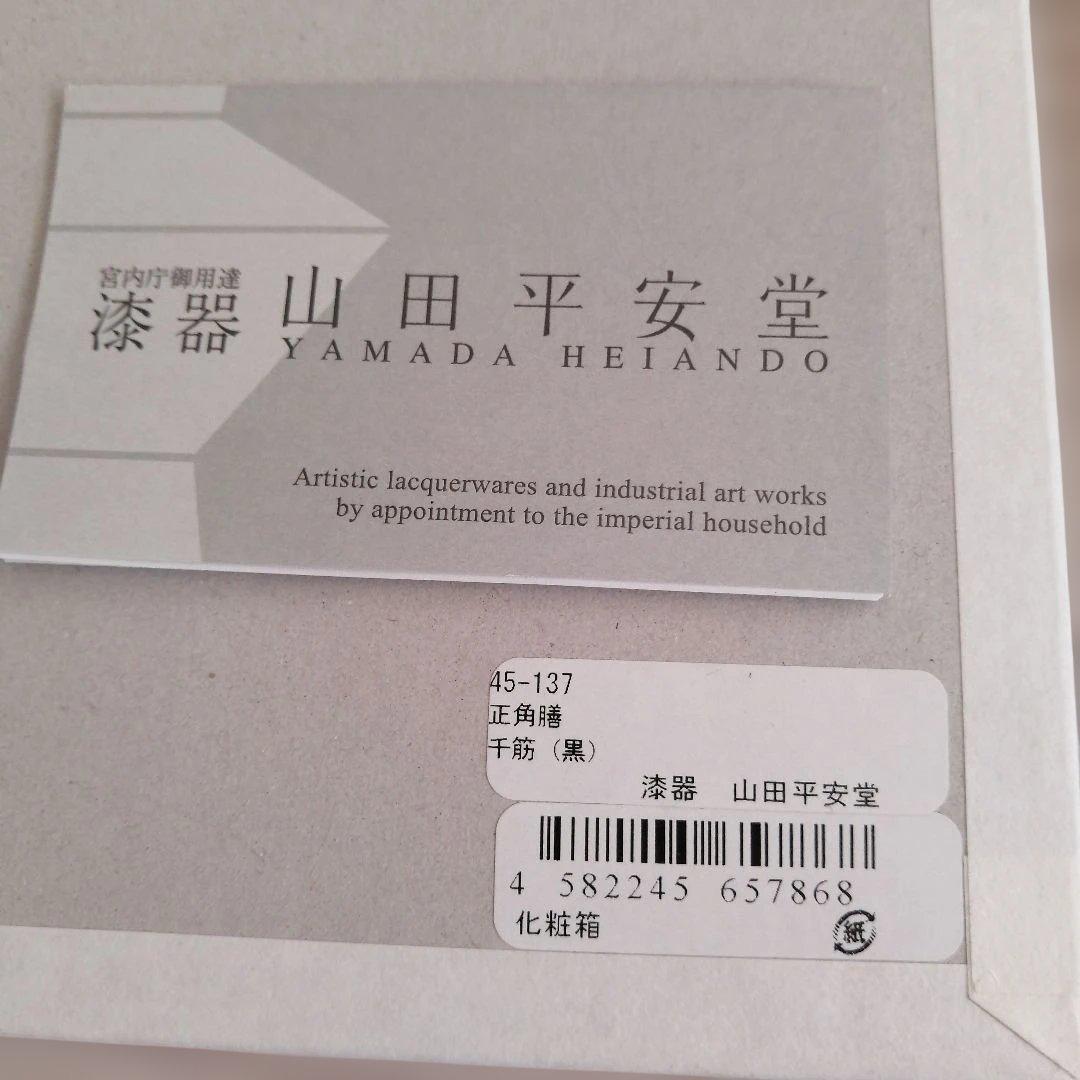 宮内庁御用達
漆器 山田平安堂
YAMADA HEIANDO
Artistic lacquerwares and industrial art works
by appointment to the imperial household
45-137
正角膳
千筋（黒）
漆器　山田平安堂
4 582245 657868
化粧箱
紙